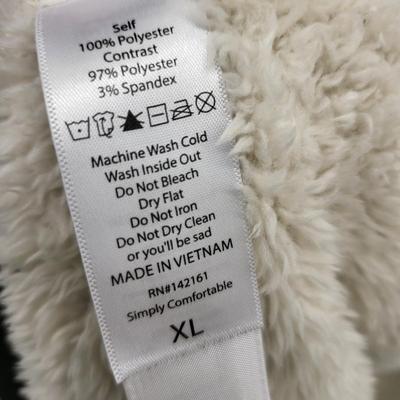 Self
100% Polyester
Contrast
97% Polyester
3% Spandex
Machine Wash Cold
Wash Inside Out
Do Not Bleach
Dry Flat
Do Not Iron
Do Not Dry Clean
or you'll be sad
MADE IN VIETNAM
RN#142161
Simply Comfortable
XL